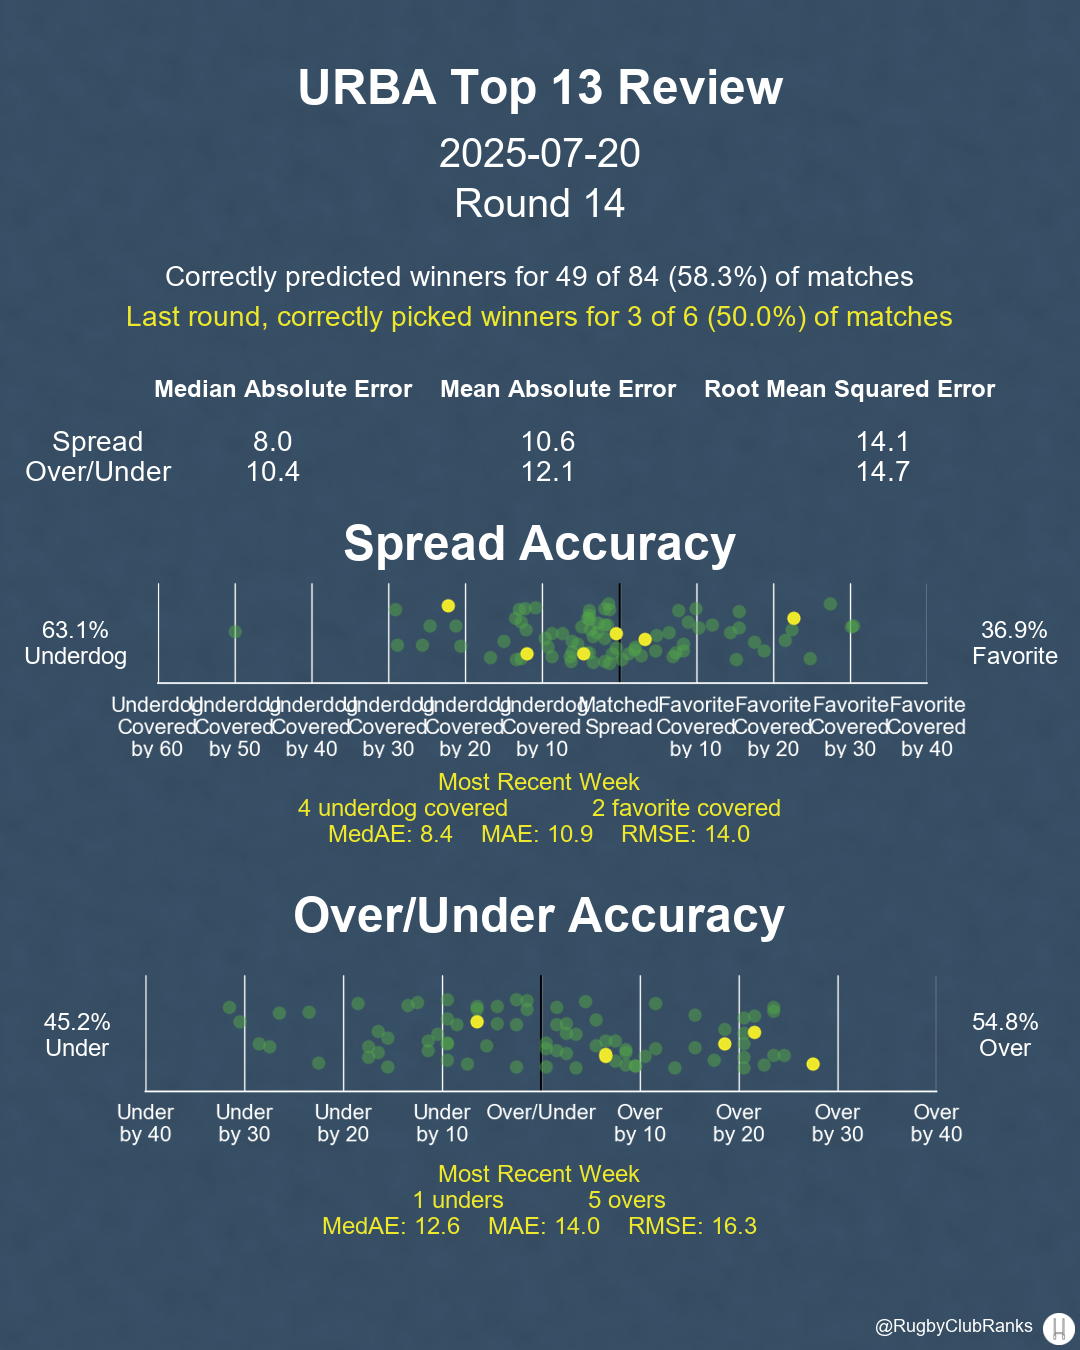 URBA Top 13 Review
2025-07-20
Round 14
Correctly predicted winners for 49 of 84 (58.3%) of matches
Last round, correctly picked winners for 3 of 6 (50.0%) of matches
Median Absolute Error Mean Absolute Error Root Mean Squared Error
Spread 8.0 10.6 14.1
Over/Under 10.4 12.1 14.7
Spread Accuracy
63.1% Underdog
36.9% Favorite
Underdog Covered by 60
Underdog Covered by 50
Underdog Covered by 40
Underdog Covered by 30
Underdog Covered by 20
Underdog Covered by 10
Matched Spread
Favorite Covered by 10
Favorite Covered by 20
Favorite Covered by 30
Favorite Covered by 40
Most Recent Week
4 underdog covered 2 favorite covered
MedAE: 8.4 MAE: 10.9 RMSE: 14.0
Over/Under Accuracy
45.2% Under
54.8% Over
Under by 40
Under by 30
Under by 20
Under by 10
Over/Under
Over by 10
Over by 20
Over by 30
Over by 40
Most Recent Week
1 unders 5 overs
MedAE: 12.6 MAE: 14.0 RMSE: 16.3
@RugbyClubRanks